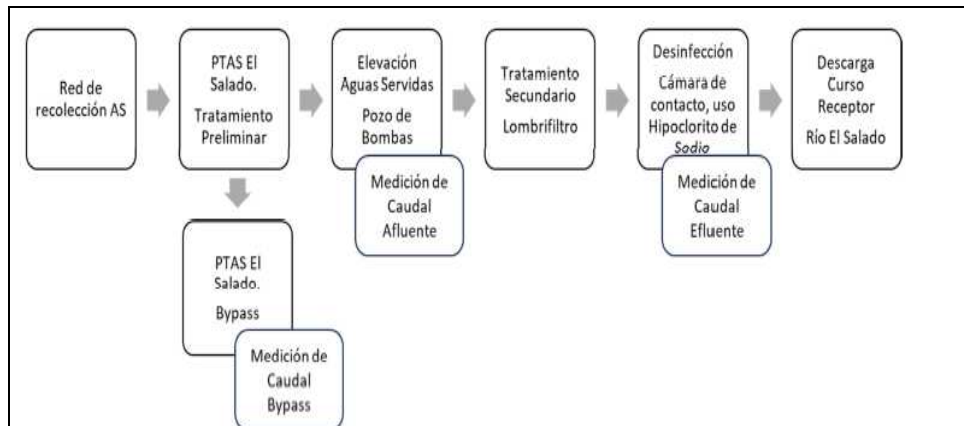 Red de
recolección AS
PTAS El
Salado.
Tratamiento
Preliminar
Elevación
Aguas Servidas
Pozo de
Bombas
Medición de
Caudal
Afluente
Tratamiento
Secundario
Lombrifiltro
Desinfección
Cámara de
contacto, uso
Hipoclorito de
Sodio
Medición de
Caudal
Efluente
Descarga
Curso
Receptor
Río El Salado
PTAS El
Salado.
Bypass
Medición de
Caudal
Bypass